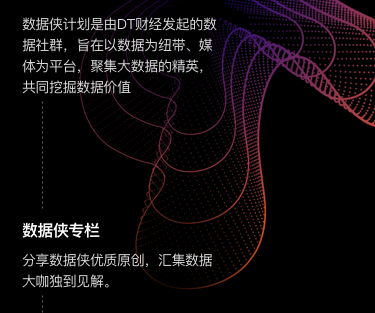 数据侠计划是由DT财经发起的数
据社群，旨在以数据为纽带、媒
体为平台，聚集大数据的精英，
共同挖掘数据价值
数据侠专栏
分享数据侠优质原创，汇集数据
大咖独到见解。